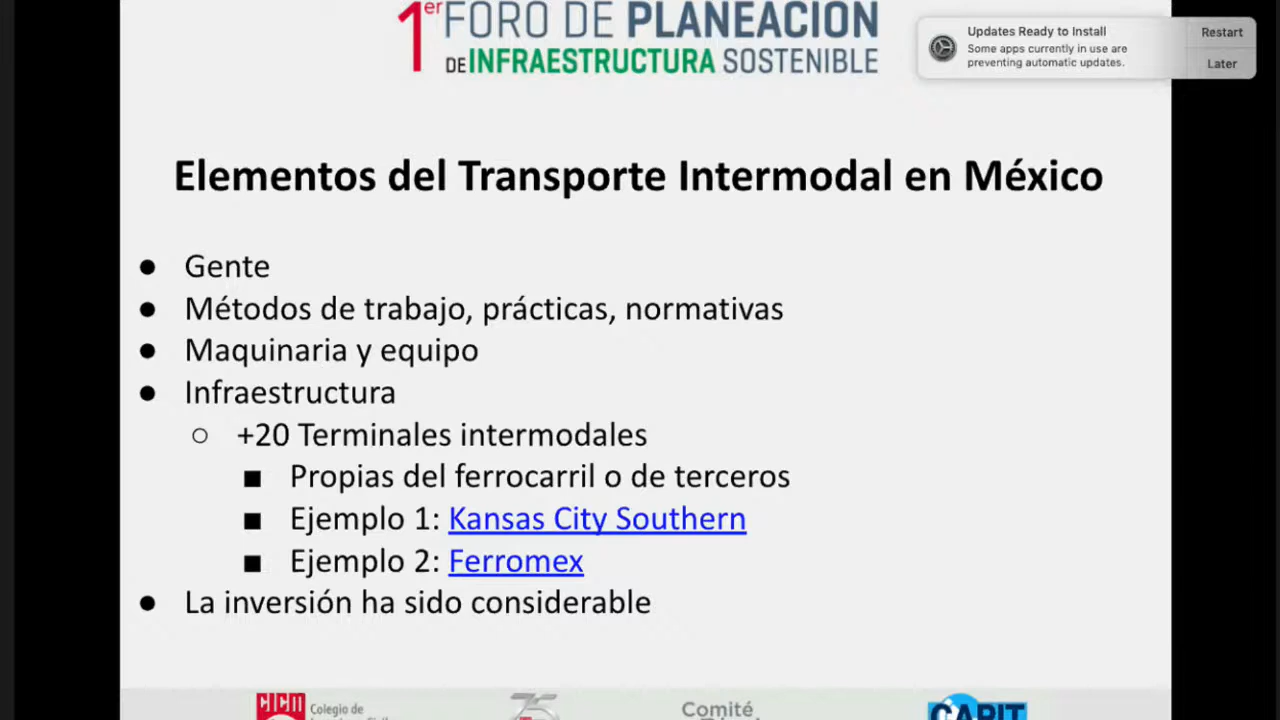 1er FORO DE PLANEACIÓN
DE INFRAESTRUCTURA SOSTENIBLE
Updates Ready to Install
Some apps currently in use are
preventing automatic updates.
Restart
Later
Elementos del Transporte Intermodal en México
● Gente
● Métodos de trabajo, prácticas, normativas
● Maquinaria y equipo
● Infraestructura
○ +20 Terminales intermodales
■ Propias del ferrocarril o de terceros
■ Ejemplo 1: Kansas City Southern
■ Ejemplo 2: Ferromex
● La inversión ha sido considerable
CICM
Colegio de
75
Comité